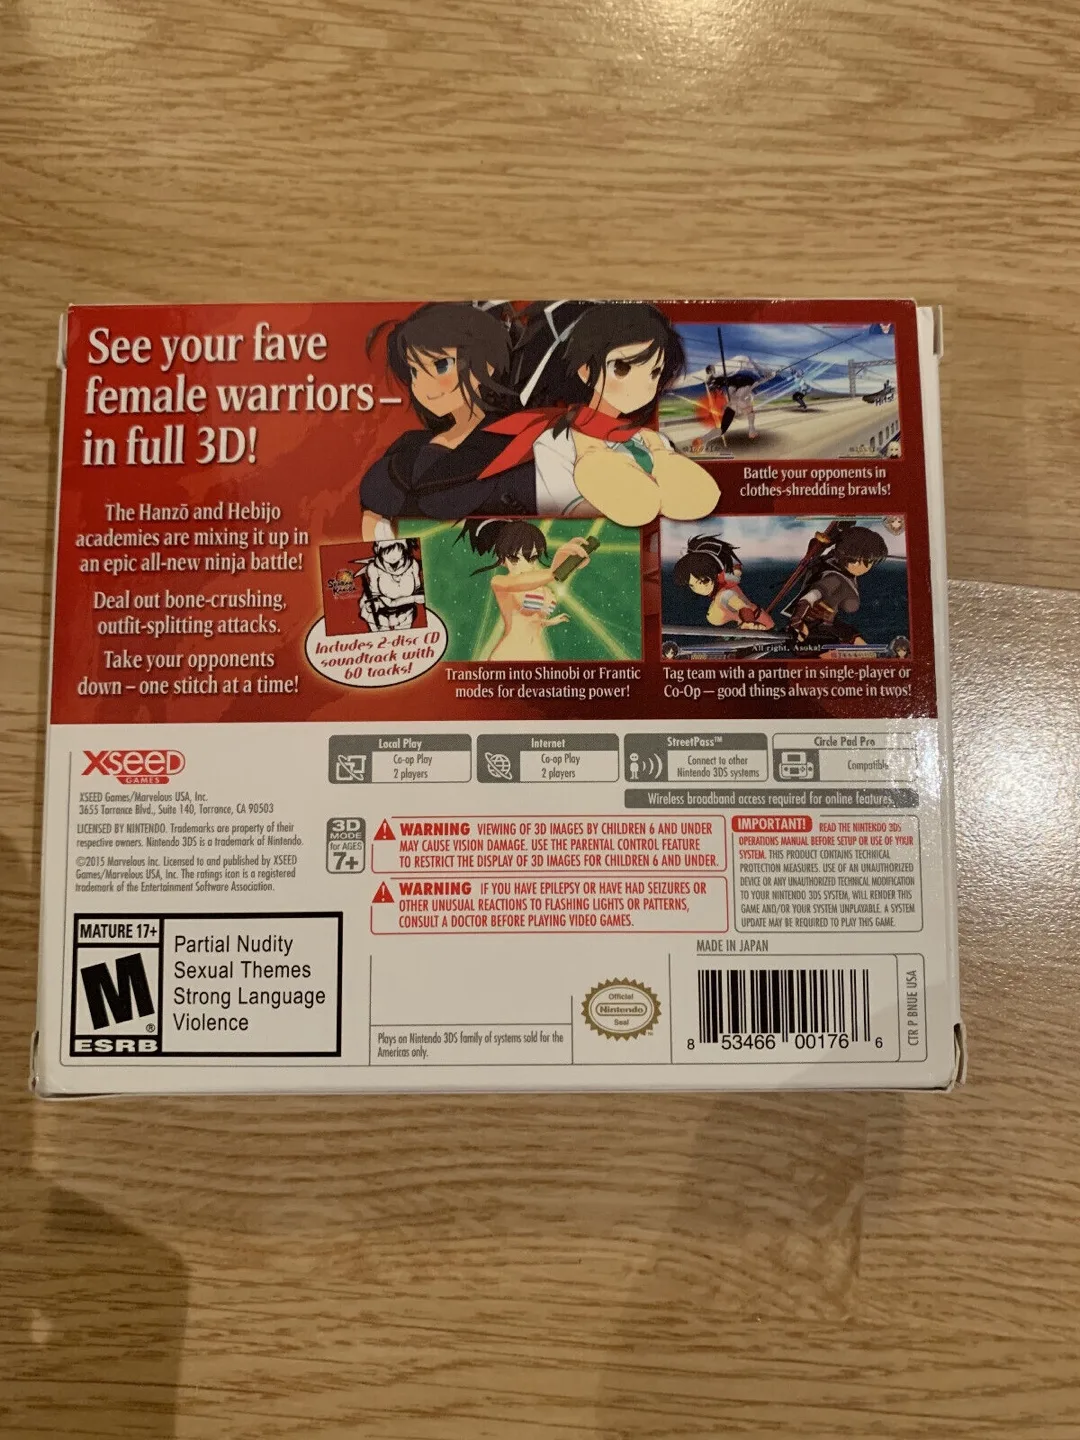 See your fave
female warriors –
in full 3D!
The Hanzō and Hebijo
academies are mixing it up in
an epic all-new ninja battle!
Deal out bone-crushing,
outfit-splitting attacks.
Take your opponents
down – one stitch at a time!
Includes 2-disc CD
soundtrack with
60 tracks!
Battle your opponents in
clothes-shredding brawls!
Transform into Shinobi or Frantic
modes for devastating power!
All right, Asuka!
Tag team with a partner in single-player or
Co-Op — good things always come in twos!
XSEED
GAMES
XSEED Games/Marvelous USA, Inc.
3655 Torrance Blvd., Suite 140, Torrance, CA 90503
LICENSED BY NINTENDO. Trademarks are property of their
respective owners. Nintendo 3DS is a trademark of Nintendo.
©2015 Marvelous Inc. Licensed to and published by XSEED
Games/Marvelous USA, Inc. The ratings icon is a registered
trademark of the Entertainment Software Association.
Local Play
Co-op Play
2 players
Internet
Co-op Play
2 players
StreetPass™
Connect to other
Nintendo 3DS systems
Circle Pad Pro
Compatible
Wireless broadband access required for online features.
3D
MODE
for AGES
7+
WARNING VIEWING OF 3D IMAGES BY CHILDREN 6 AND UNDER
MAY CAUSE VISION DAMAGE. USE THE PARENTAL CONTROL FEATURE
TO RESTRICT THE DISPLAY OF 3D IMAGES FOR CHILDREN 6 AND UNDER.
WARNING IF YOU HAVE EPILEPSY OR HAVE HAD SEIZURES OR
OTHER UNUSUAL REACTIONS TO FLASHING LIGHTS OR PATTERNS,
CONSULT A DOCTOR BEFORE PLAYING VIDEO GAMES.
IMPORTANT! READ THE NINTENDO 3DS
OPERATIONS MANUAL BEFORE SETUP OR USE OF YOUR
SYSTEM. THIS PRODUCT CONTAINS TECHNICAL
PROTECTION MEASURES. USE OF AN UNAUTHORIZED
DEVICE OR ANY UNAUTHORIZED TECHNICAL MODIFICATION
TO YOUR NINTENDO 3DS SYSTEM, WILL RENDER THIS
GAME AND/OR YOUR SYSTEM UNPLAYABLE. A SYSTEM
UPDATE MAY BE REQUIRED TO PLAY THIS GAME.
MATURE 17+
M
®
ESRB
Partial Nudity
Sexual Themes
Strong Language
Violence
Plays on Nintendo 3DS family of systems sold for the
Americas only.
Official
Nintendo
Seal
MADE IN JAPAN
8 53466 00176 6
CTR P BNUE USA